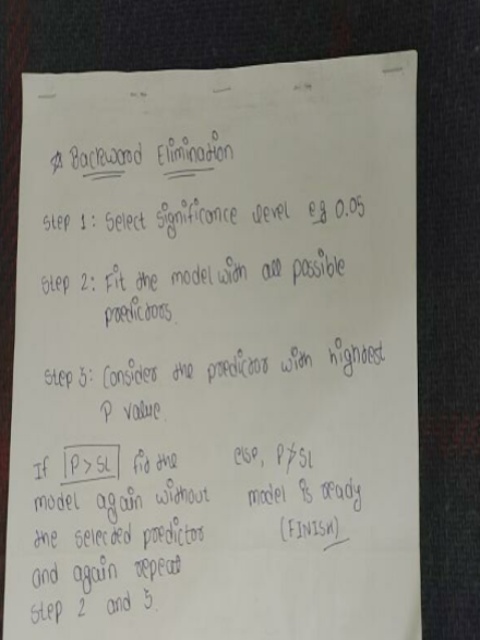 ☆ Backward Elimination
Step 1: Select significance level eg 0.05
Step 2: Fit the model with all possible
predictors.
Step 3: Consider the predictor with highest
P value.
If P > SL fit the
model again without
the selected predictor
and again repeat
Step 2 and 3.
else, P ≯ SL
model is ready
(FINISH)